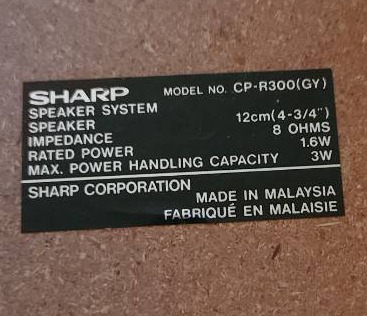 SHARP MODEL NO. CP-R300(GY)
SPEAKER SYSTEM
SPEAKER 12cm(4-3/4")
IMPEDANCE 8 OHMS
RATED POWER 1.6W
MAX. POWER HANDLING CAPACITY 3W
SHARP CORPORATION
MADE IN MALAYSIA
FABRIQUÉ EN MALAISIE